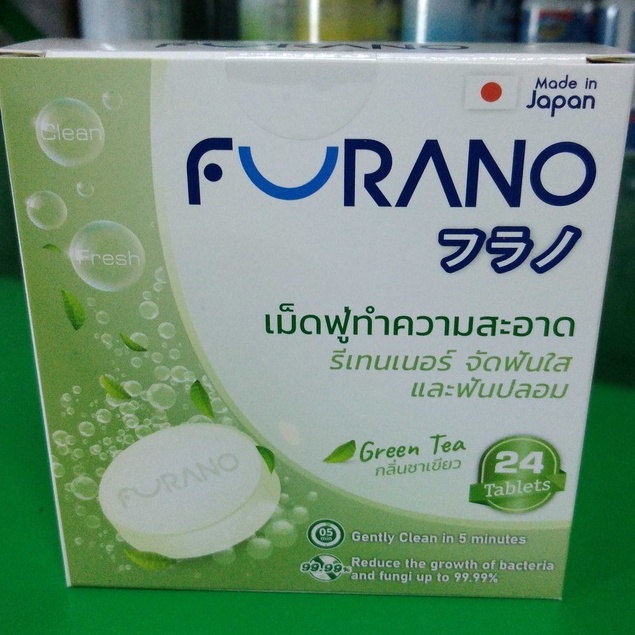 FURANO
Made in
Japan
Clean
Fresh
FURANO
フラノ
เม็ดฟู่ทำความสะอาด
รีเทนเนอร์ จัดฟันใส
และฟันปลอม
Green Tea
กลิ่นชาเขียว
24
Tablets
FURANO
05
min
Gently Clean in 5 minutes
99.99%
Reduce the growth of bacteria
and fungi up to 99.99%